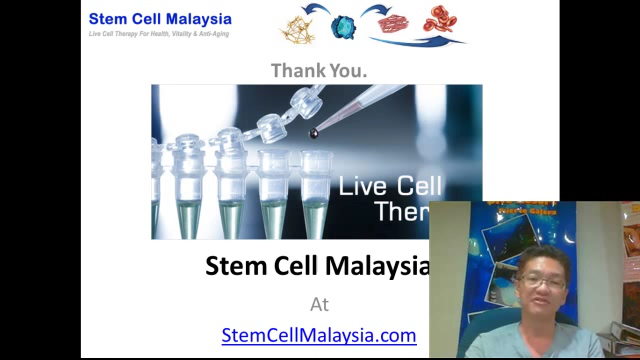 Stem Cell Malaysia
Live Cell Therapy For Health, Vitality & Anti-Aging
Thank You.
Live Cell
Ther
Stem Cell Malaysia
At
StemCellMalaysia.com